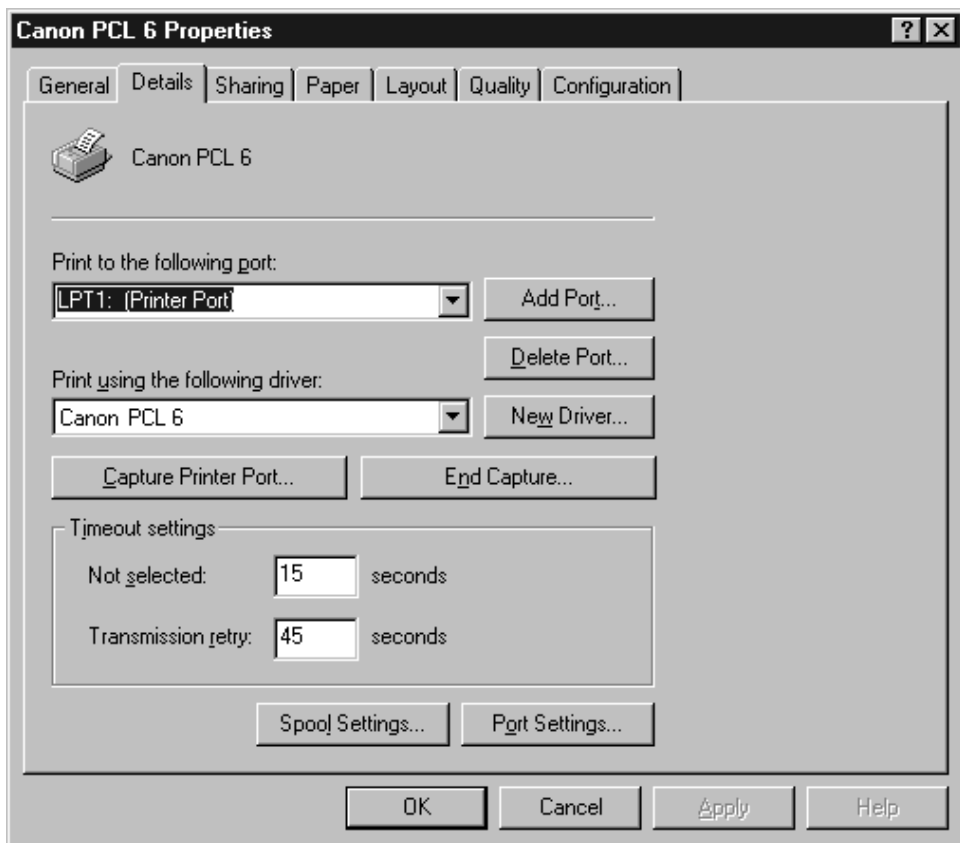 Canon PCL 6 Properties
General Details Sharing Paper Layout Quality Configuration
Canon PCL 6
Print to the following port:
LPT1: (Printer Port) Add Port...
Delete Port...
Print using the following driver:
Canon PCL 6 New Driver...
Capture Printer Port... End Capture...
Timeout settings
Not selected: 15 seconds
Transmission retry: 45 seconds
Spool Settings... Port Settings...
OK Cancel Apply Help